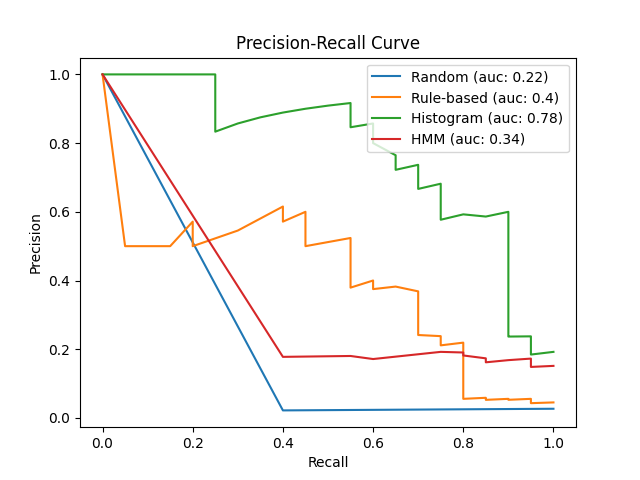 Precision-Recall Curve
Random (auc: 0.22)
Rule-based (auc: 0.4)
Histogram (auc: 0.78)
HMM (auc: 0.34)
Precision
1.0
0.8
0.6
0.4
0.2
0.0
0.0 0.2 0.4 0.6 0.8 1.0
Recall